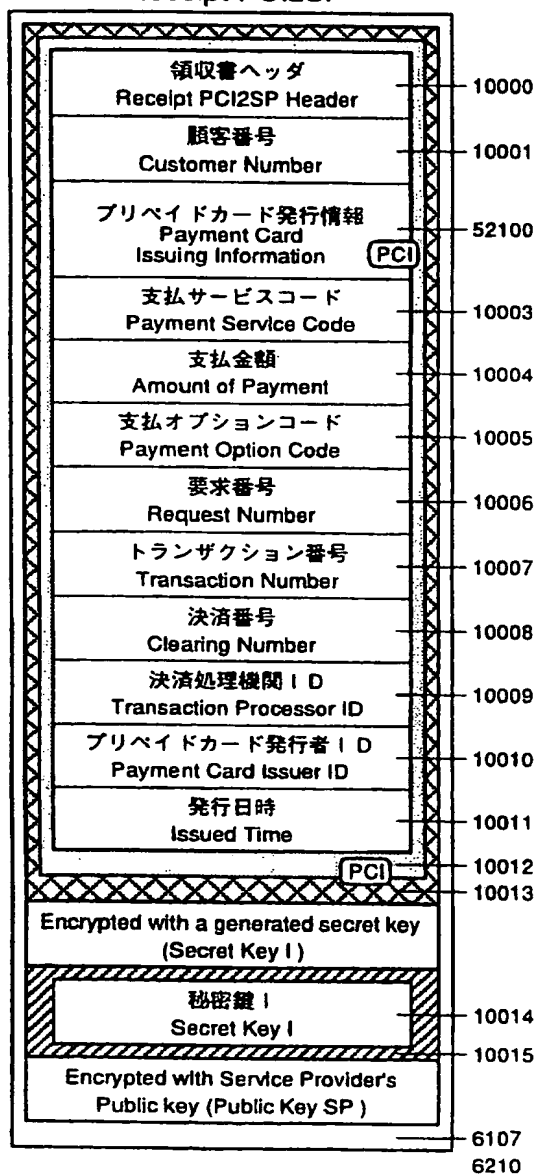 領収書ヘッダ
Receipt PCI2SP Header
10000
顧客番号
Customer Number
10001
プリペイドカード発行情報
Payment Card
Issuing Information
PCI
52100
支払サービスコード
Payment Service Code
10003
支払金額
Amount of Payment
10004
支払オプションコード
Payment Option Code
10005
要求番号
Request Number
10006
トランザクション番号
Transaction Number
10007
決済番号
Clearing Number
10008
決済処理機関ID
Transaction Processor ID
10009
プリペイドカード発行者ID
Payment Card Issuer ID
10010
発行日時
Issued Time
10011
PCI
10012
10013
Encrypted with a generated secret key
(Secret Key I)
秘密鍵I
Secret Key I
10014
10015
Encrypted with Service Provider's
Public key (Public Key SP)
6107
6210